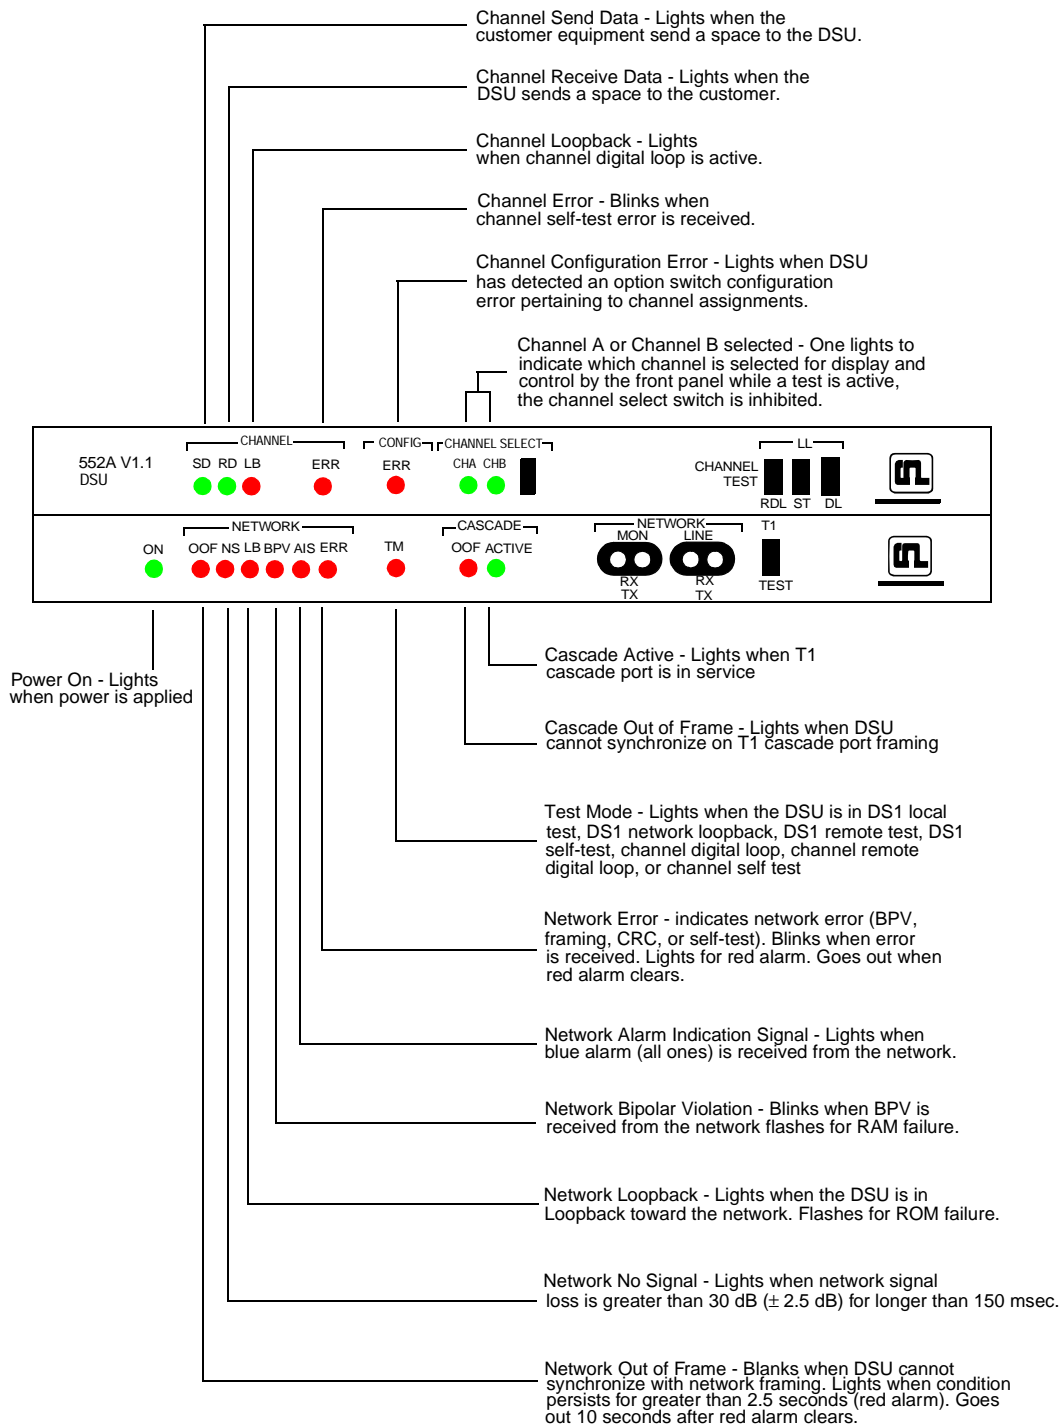 Channel Send Data - Lights when the
customer equipment send a space to the DSU.
Channel Receive Data - Lights when the
DSU sends a space to the customer.
Channel Loopback - Lights
when channel digital loop is active.
Channel Error - Blinks when
channel self-test error is received.
Channel Configuration Error - Lights when DSU
has detected an option switch configuration
error pertaining to channel assignments.
Channel A or Channel B selected - One lights to
indicate which channel is selected for display and
control by the front panel while a test is active,
the channel select switch is inhibited.
CHANNEL CONFIG CHANNEL SELECT LL
552A V1.1 SD RD LB ERR ERR CHA CHB CHANNEL
DSU TEST
RDL ST DL
NETWORK CASCADE NETWORK T1
MON LINE
ON OOF NS LB BPV AIS ERR TM OOF ACTIVE
RX RX TEST
TX TX
Power On - Lights
when power is applied
Cascade Active - Lights when T1
cascade port is in service
Cascade Out of Frame - Lights when DSU
cannot synchronize on T1 cascade port framing
Test Mode - Lights when the DSU is in DS1 local
test, DS1 network loopback, DS1 remote test, DS1
self-test, channel digital loop, channel remote
digital loop, or channel self test
Network Error - indicates network error (BPV,
framing, CRC, or self-test). Blinks when error
is received. Lights for red alarm. Goes out when
red alarm clears.
Network Alarm Indication Signal - Lights when
blue alarm (all ones) is received from the network.
Network Bipolar Violation - Blinks when BPV is
received from the network flashes for RAM failure.
Network Loopback - Lights when the DSU is in
Loopback toward the network. Flashes for ROM failure.
Network No Signal - Lights when network signal
loss is greater than 30 dB (± 2.5 dB) for longer than 150 msec.
Network Out of Frame - Blanks when DSU cannot
synchronize with network framing. Lights when condition
persists for greater than 2.5 seconds (red alarm). Goes
out 10 seconds after red alarm clears.